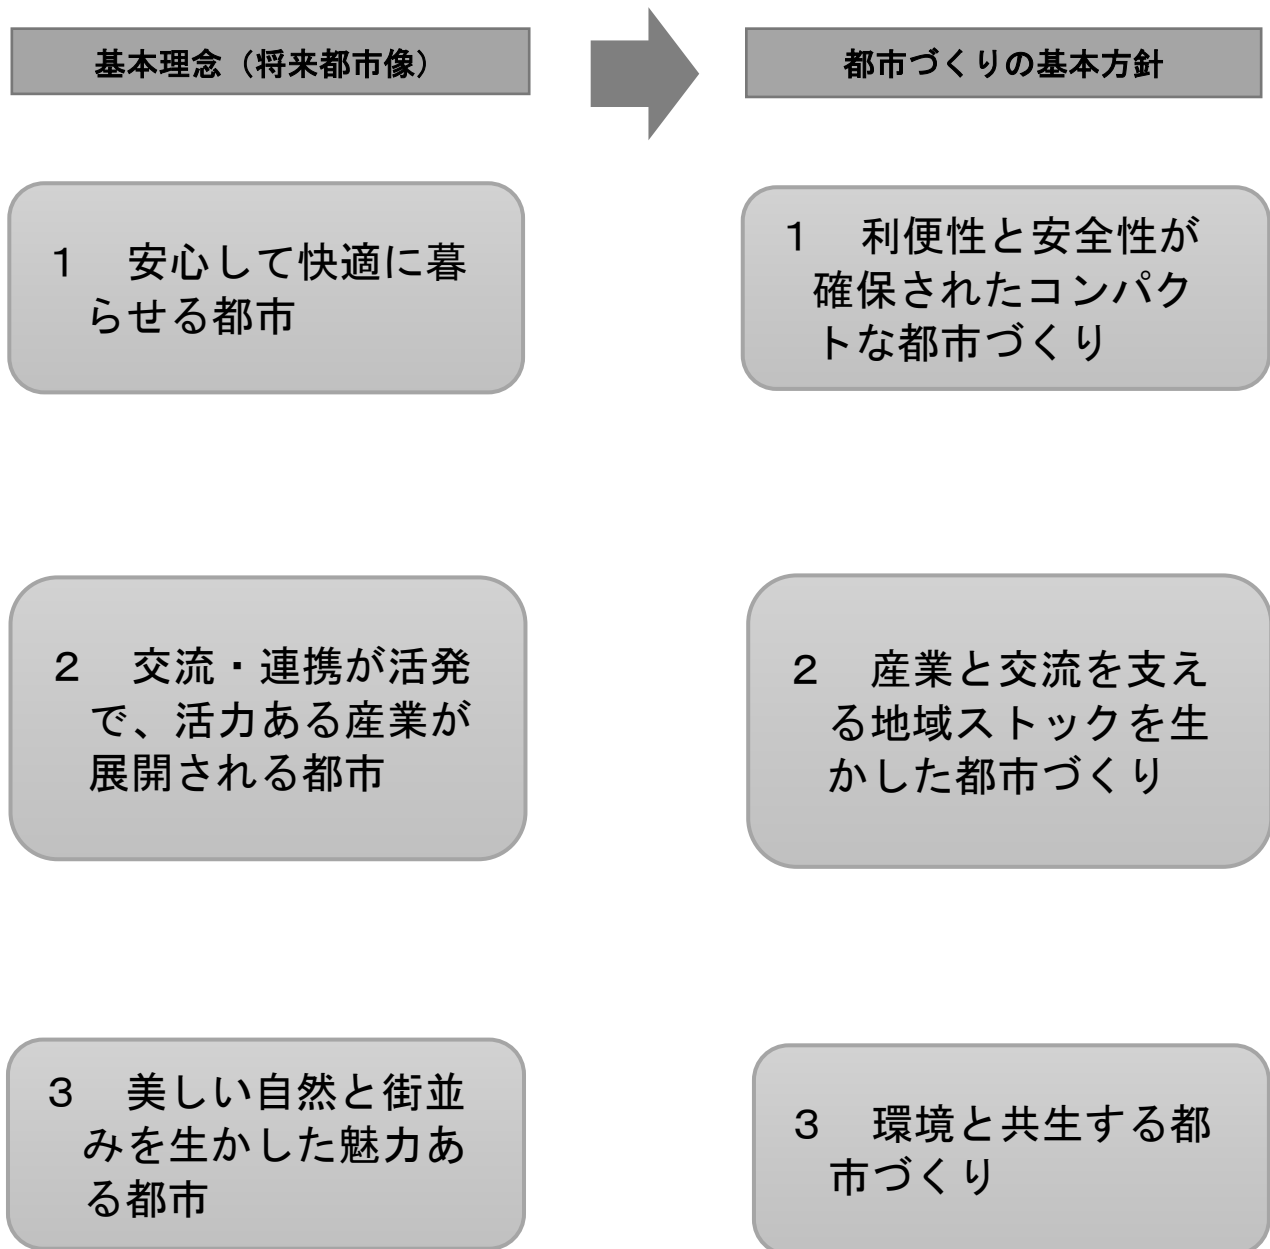 基本理念（将来都市像）
都市づくりの基本方針
１　安心して快適に暮
らせる都市
１　利便性と安全性が
確保されたコンパク
トな都市づくり
２　交流・連携が活発
で、活力ある産業が
展開される都市
２　産業と交流を支え
る地域ストックを生
かした都市づくり
３　美しい自然と街並
みを生かした魅力あ
る都市
３　環境と共生する都
市づくり